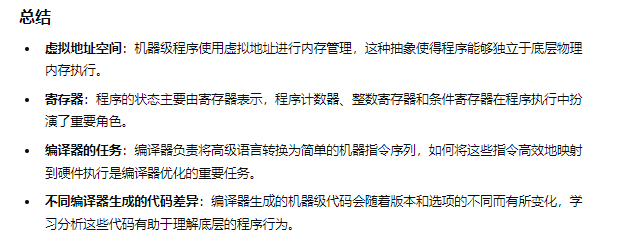 总结
虚拟地址空间：机器级程序使用虚拟地址进行内存管理，这种抽象使得程序能够独立于底层物理
内存执行。
寄存器：程序的状态主要由寄存器表示，程序计数器、整数寄存器和条件寄存器在程序执行中扮
演了重要角色。
编译器的任务：编译器负责将高级语言转换为简单的机器指令序列，如何将这些指令高效地映射
到硬件执行是编译器优化的重要任务。
不同编译器生成的代码差异：编译器生成的机器级代码会随着版本和选项的不同而有所变化，学
习分析这些代码有助于理解底层的程序行为。